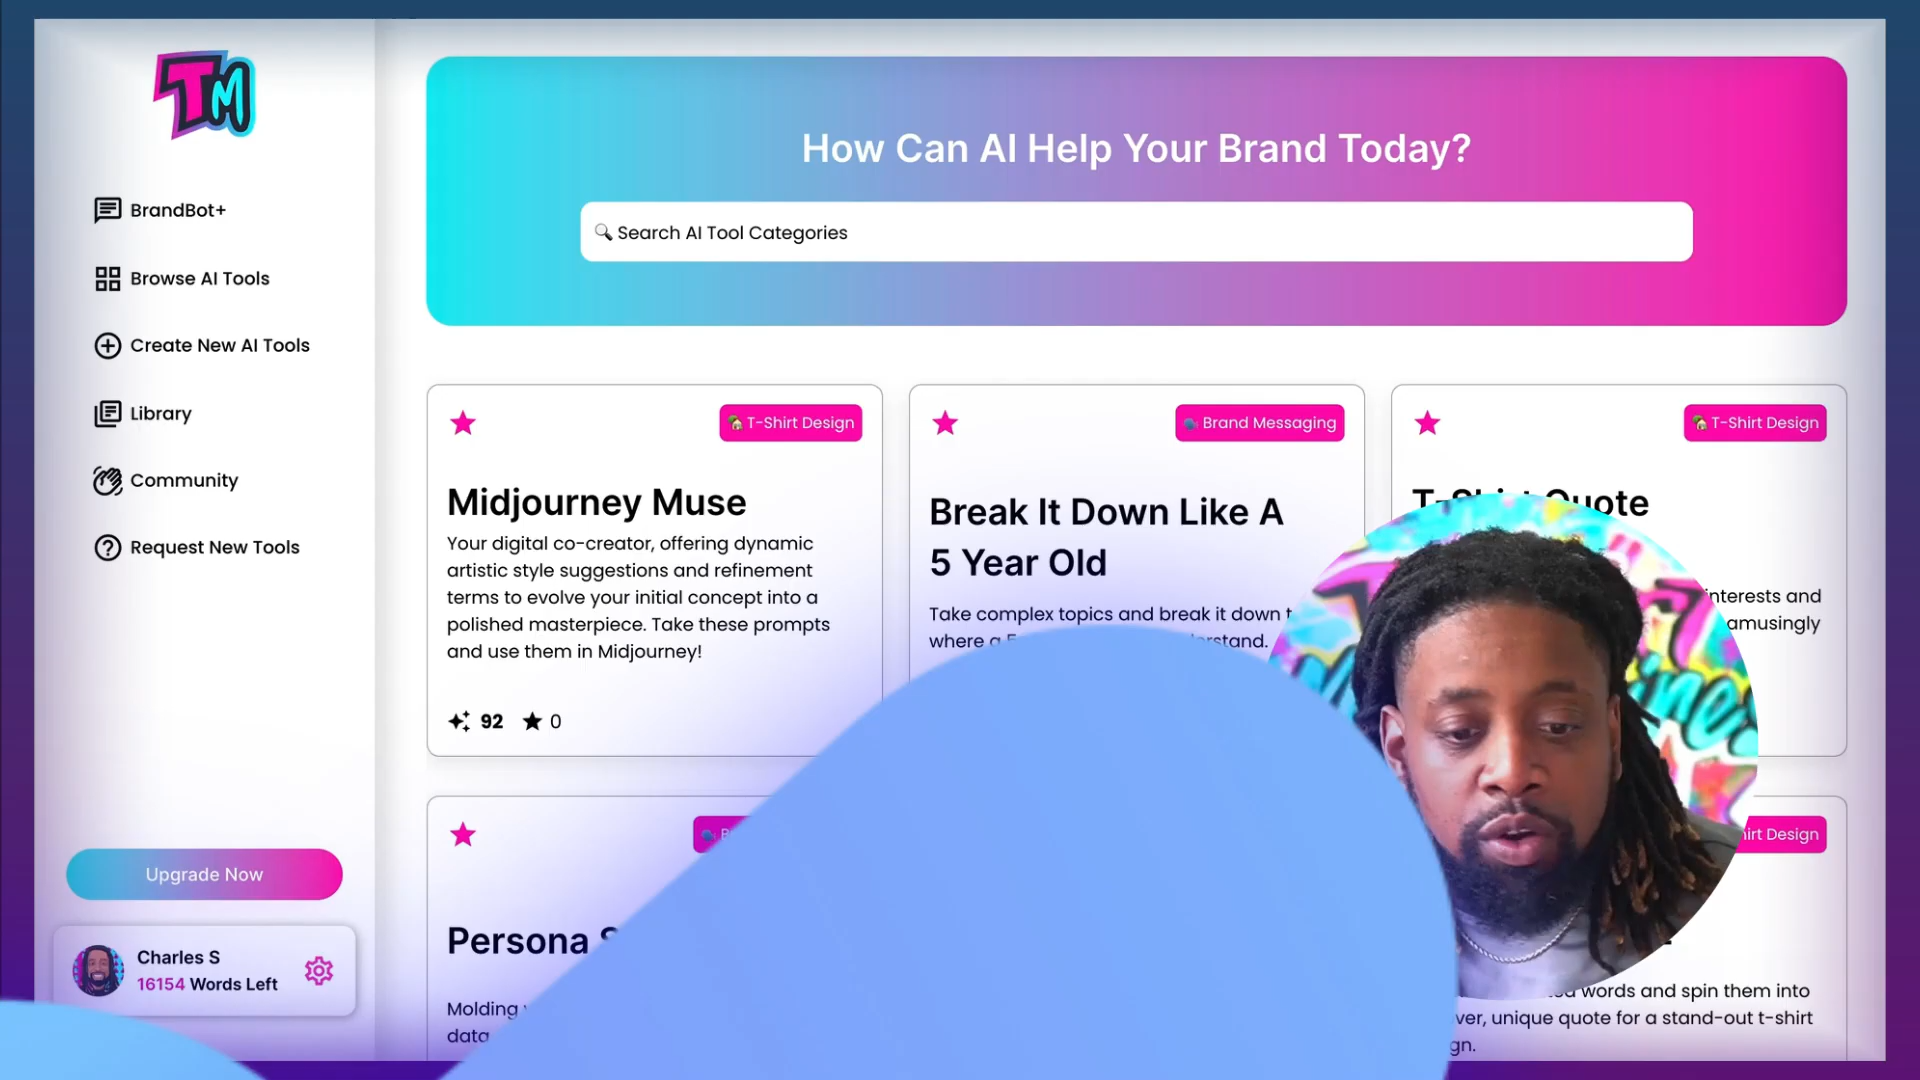 TM
BrandBot+
Browse AI Tools
Create New AI Tools
Library
Community
Request New Tools
Upgrade Now
Charles S
16154 Words Left
How Can AI Help Your Brand Today?
Search AI Tool Categories
T-Shirt Design
Midjourney Muse
Your digital co-creator, offering dynamic
artistic style suggestions and refinement
terms to evolve your initial concept into a
polished masterpiece. Take these prompts
and use them in Midjourney!
92 0
Brand Messaging
Break It Down Like A
5 Year Old
Take complex topics and break it down
where a
T-Shirt Design
T-Shirt Quote
interests and
amusingly
Persona
Molding
data
Design
words and spin them into
unique quote for a stand-out t-shirt